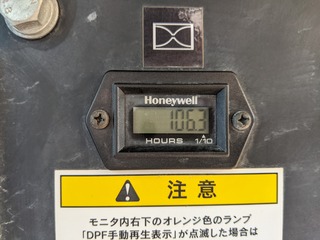 Honeywell
106.3
HOURS 1/10
注意
モニタ内右下のオレンジ色のランプ
「DPF手動再生表示」が点滅した場合は